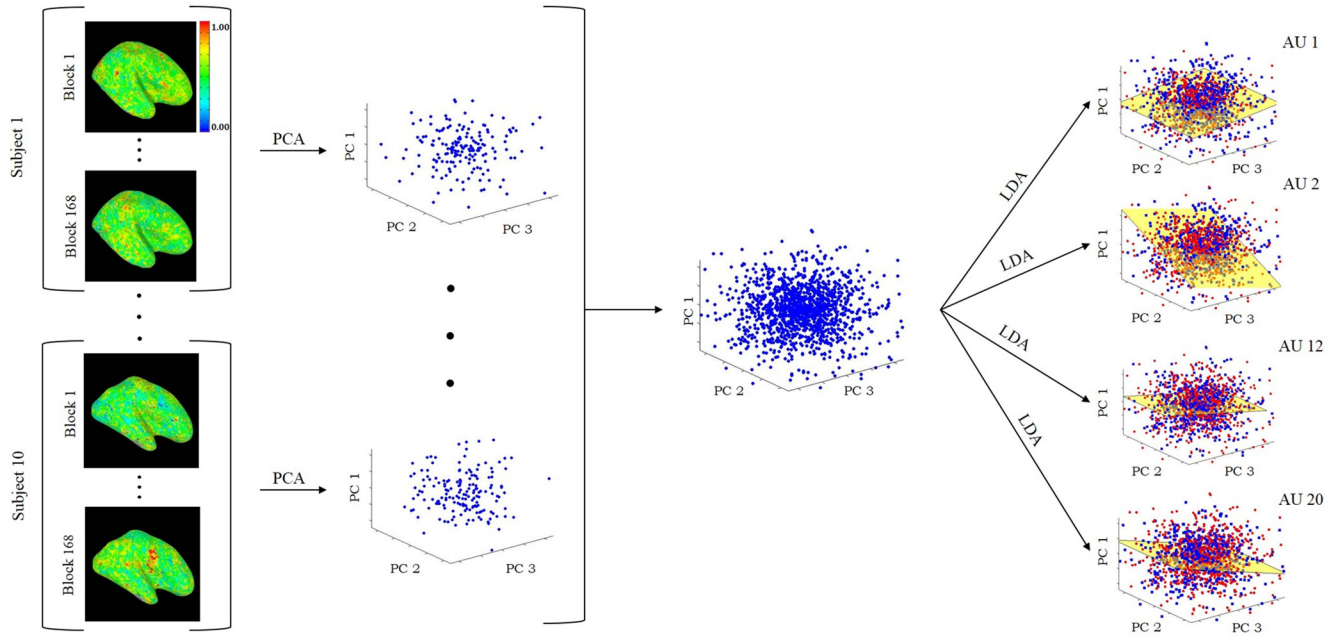 Subject 1
Block 1
1.00
0.00
Block 168
PCA
PC 1
PC 2
PC 3
Subject 10
Block 1
Block 168
PCA
PC 1
PC 2
PC 3
PC 1
PC 2
PC 3
LDA
LDA
LDA
LDA
AU 1
PC 1
PC 2
PC 3
AU 2
PC 1
PC 2
PC 3
AU 12
PC 1
PC 2
PC 3
AU 20
PC 1
PC 2
PC 3